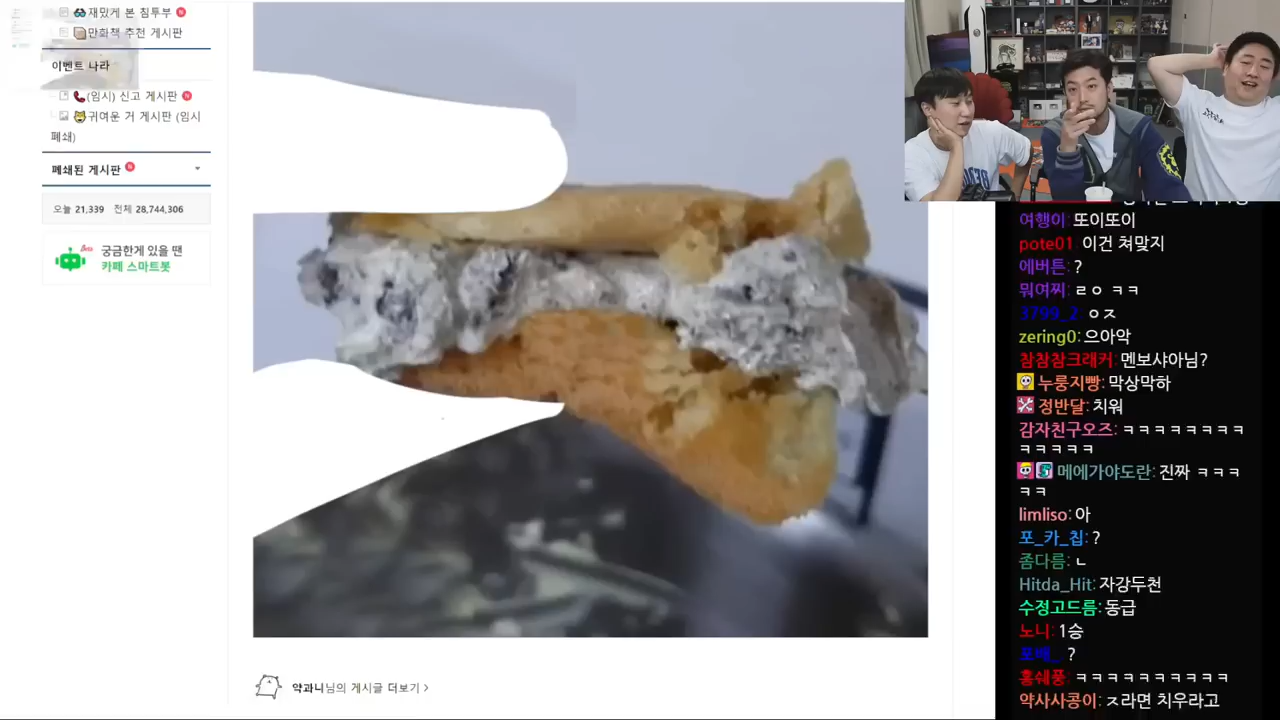 재밌게 본 침투부
만화책 추천 게시판
이벤트 나라
(임시) 신고 게시판
귀여운 거 게시판 (임시
폐쇄)
폐쇄된 게시판
오늘 21,339 전체 28,744,306
Beta
궁금한게 있을 땐
카페 스마트봇
약과니님의 게시글 더보기 >
여행이: 또이또이
pote01: 이건 쳐맞지
에버튼: ?
뭐여찌: ㄹㅇ ㅋㅋ
3799_2: ㅇㅈ
zering0: 으아악
참참참크래커: 멘보샤아님?
누룽지빵: 막상막하
정반달: 치워
감자친구오즈: ㅋㅋㅋㅋㅋㅋㅋㅋ
ㅋㅋㅋㅋㅋ
메에가야도란: 진짜 ㅋㅋㅋ
ㅋㅋ
limliso: 아
포_카_칩: ?
좀다름: ㄴ
Hitda_Hit: 자강두천
수정고드름: 동급
노니: 1승
포배_: ?
홍쉐풍: ㅋㅋㅋㅋㅋㅋㅋㅋㅋㅋ
약사사콩이: ㅈ라면 치우라고